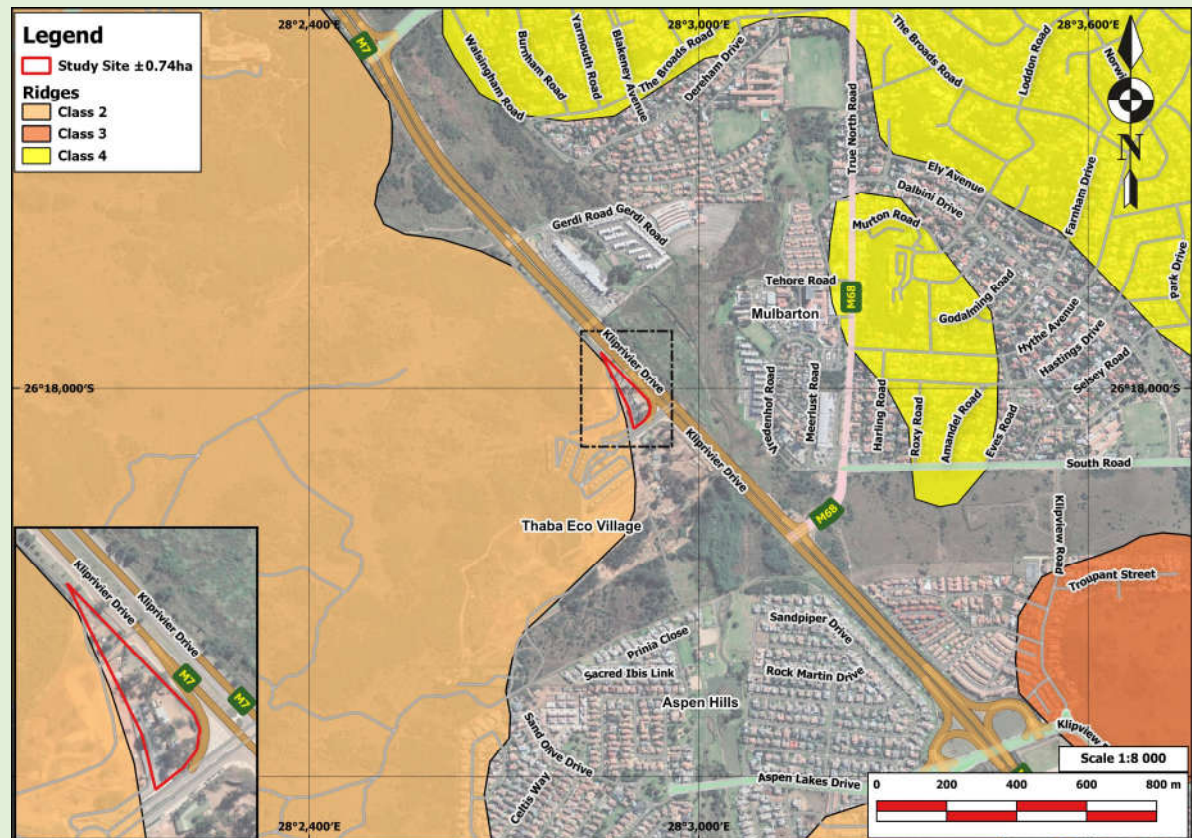 Legend
Study Site ±0.74ha
Ridges
Class 2
Class 3
Class 4
28°2,400'E
28°3,000'E
28°3,600'E
M7
Walsingham Road
Burnham Road
Yarmouth Road
Blakeney Avenue
The Broads Road
Dereham Drive
True North Road
The Broads Road
Loddon Road
N
Ely Avenue
Dalbini Drive
Farnham Drive
Park Drive
Gerdi Road
Gerdi Road
Murton Road
Tehore Road
M68
Mulbarton
Godalming Road
Hythe Avenue
Hastings Drive
Selsey Road
Kliprivier Drive
26°18,000'S
26°18,000'S
Vredenhof Road
Meerlust Road
Harling Road
Roxy Road
Amandel Road
Eves Road
Kliprivier Drive
South Road
M68
Thaba Eco Village
Klipview Road
Troupant Street
Kliprivier Drive
Kliprivier Drive
M7
M7
Prinia Close
Sandpiper Drive
Sacred Ibis Link
Rock Martin Drive
Aspen Hills
Sand Olive Drive
Celtis Way
Aspen Lakes Drive
Scale 1:8 000
0 200 400 600 800 m
28°2,400'E
28°3,000'E